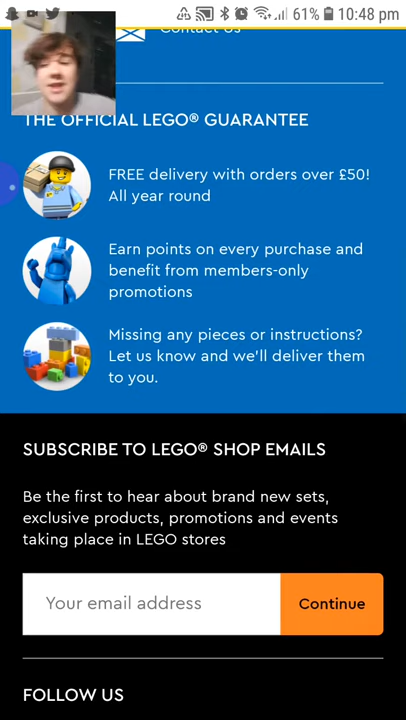 61% 10:48 pm
Contact Us
THE OFFICIAL LEGO® GUARANTEE
FREE delivery with orders over £50!
All year round
Earn points on every purchase and
benefit from members-only
promotions
Missing any pieces or instructions?
Let us know and we'll deliver them
to you.
SUBSCRIBE TO LEGO® SHOP EMAILS
Be the first to hear about brand new sets,
exclusive products, promotions and events
taking place in LEGO stores
Your email address
Continue
FOLLOW US